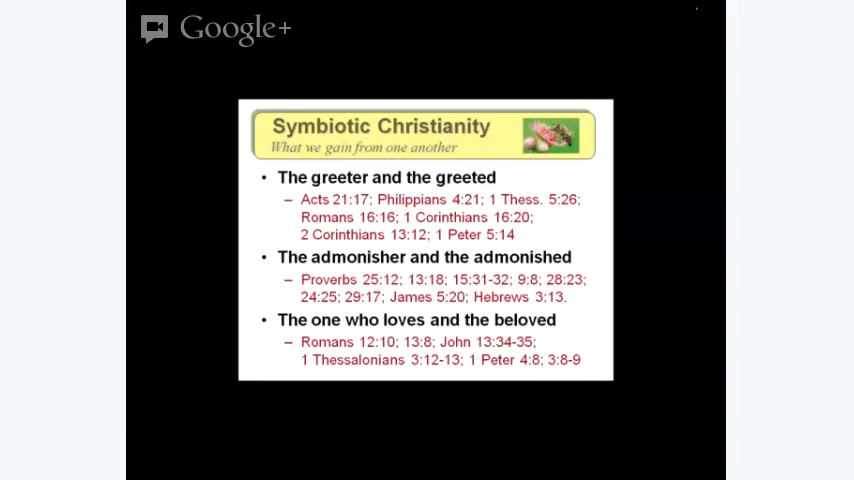 Google+
Symbiotic Christianity
What we gain from one another
• The greeter and the greeted
– Acts 21:17; Philippians 4:21; 1 Thess. 5:26;
Romans 16:16; 1 Corinthians 16:20;
2 Corinthians 13:12; 1 Peter 5:14
• The admonisher and the admonished
– Proverbs 25:12; 13:18; 15:31-32; 9:8; 28:23;
24:25; 29:17; James 5:20; Hebrews 3:13.
• The one who loves and the beloved
– Romans 12:10; 13:8; John 13:34-35;
1 Thessalonians 3:12-13; 1 Peter 4:8; 3:8-9